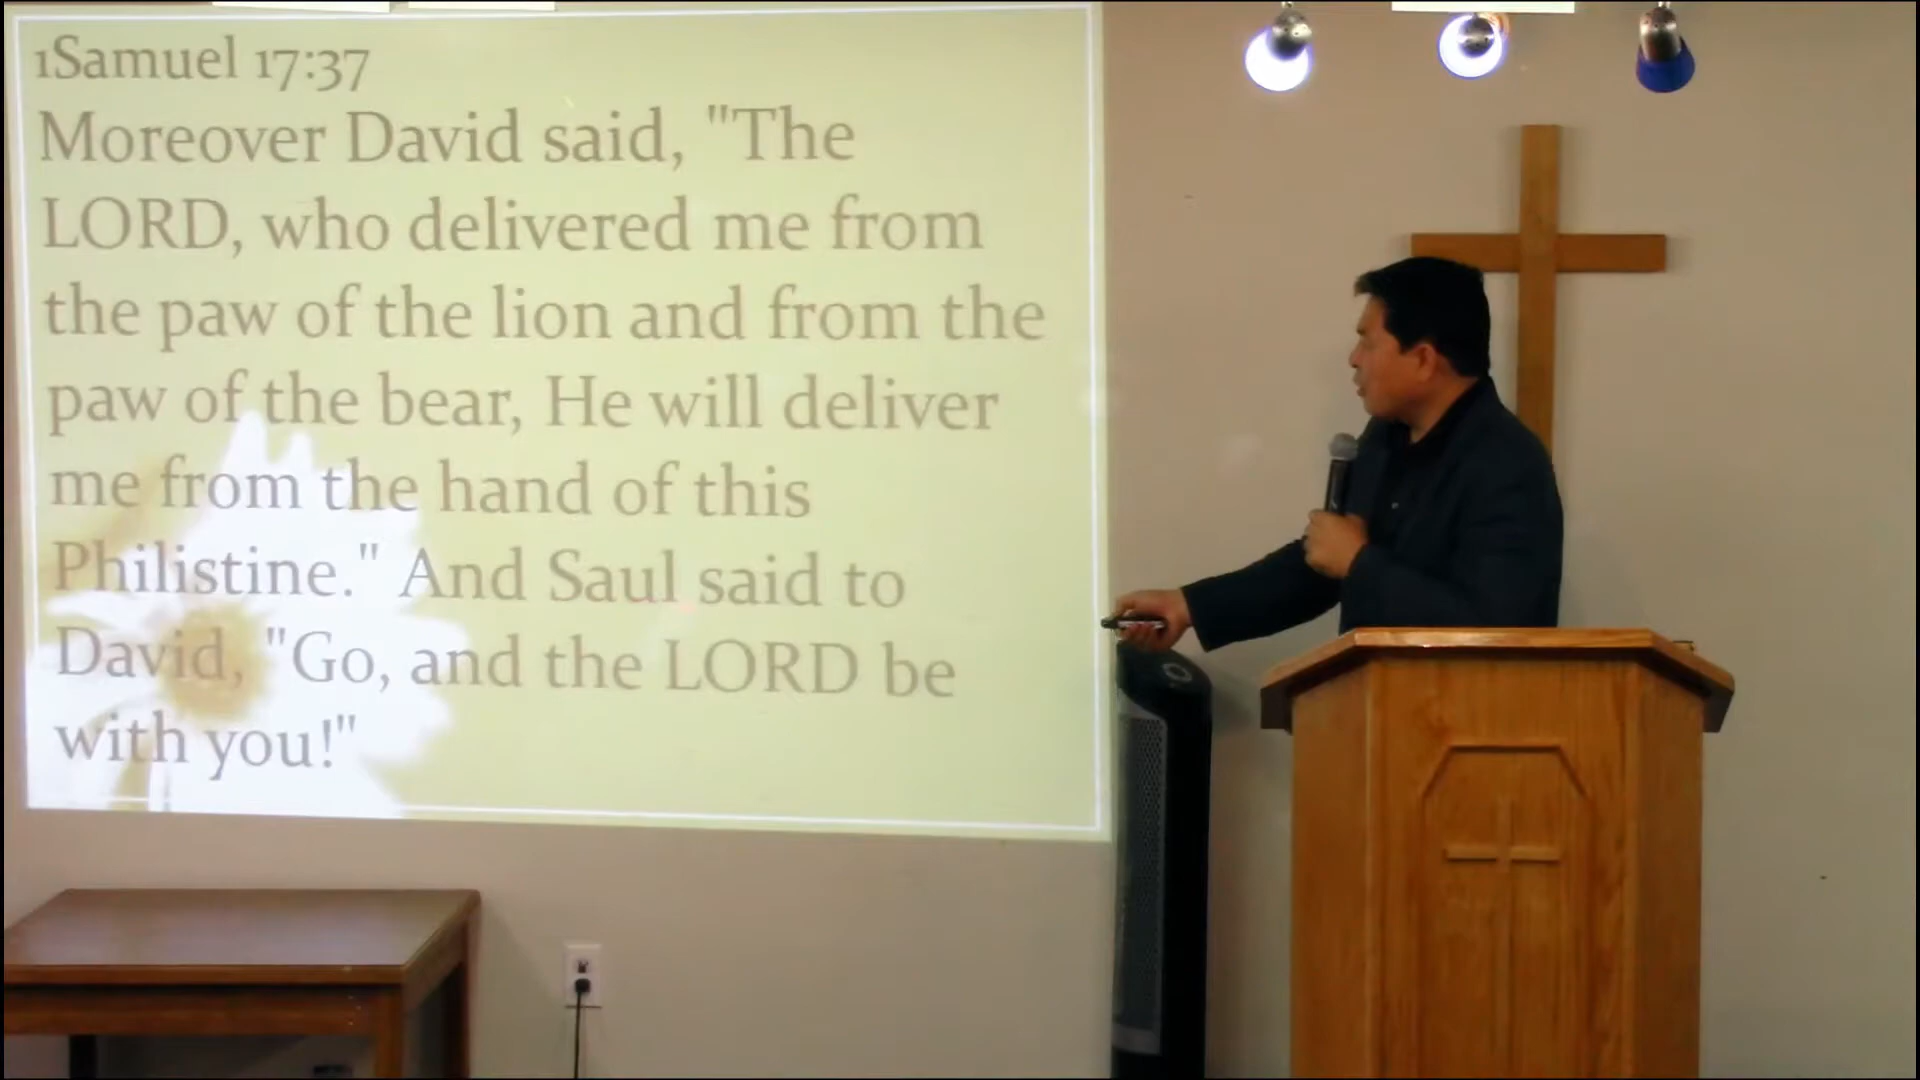 1Samuel 17:37
Moreover David said, "The
LORD, who delivered me from
the paw of the lion and from the
paw of the bear, He will deliver
me from the hand of this
Philistine." And Saul said to
David, "Go, and the LORD be
with you!"